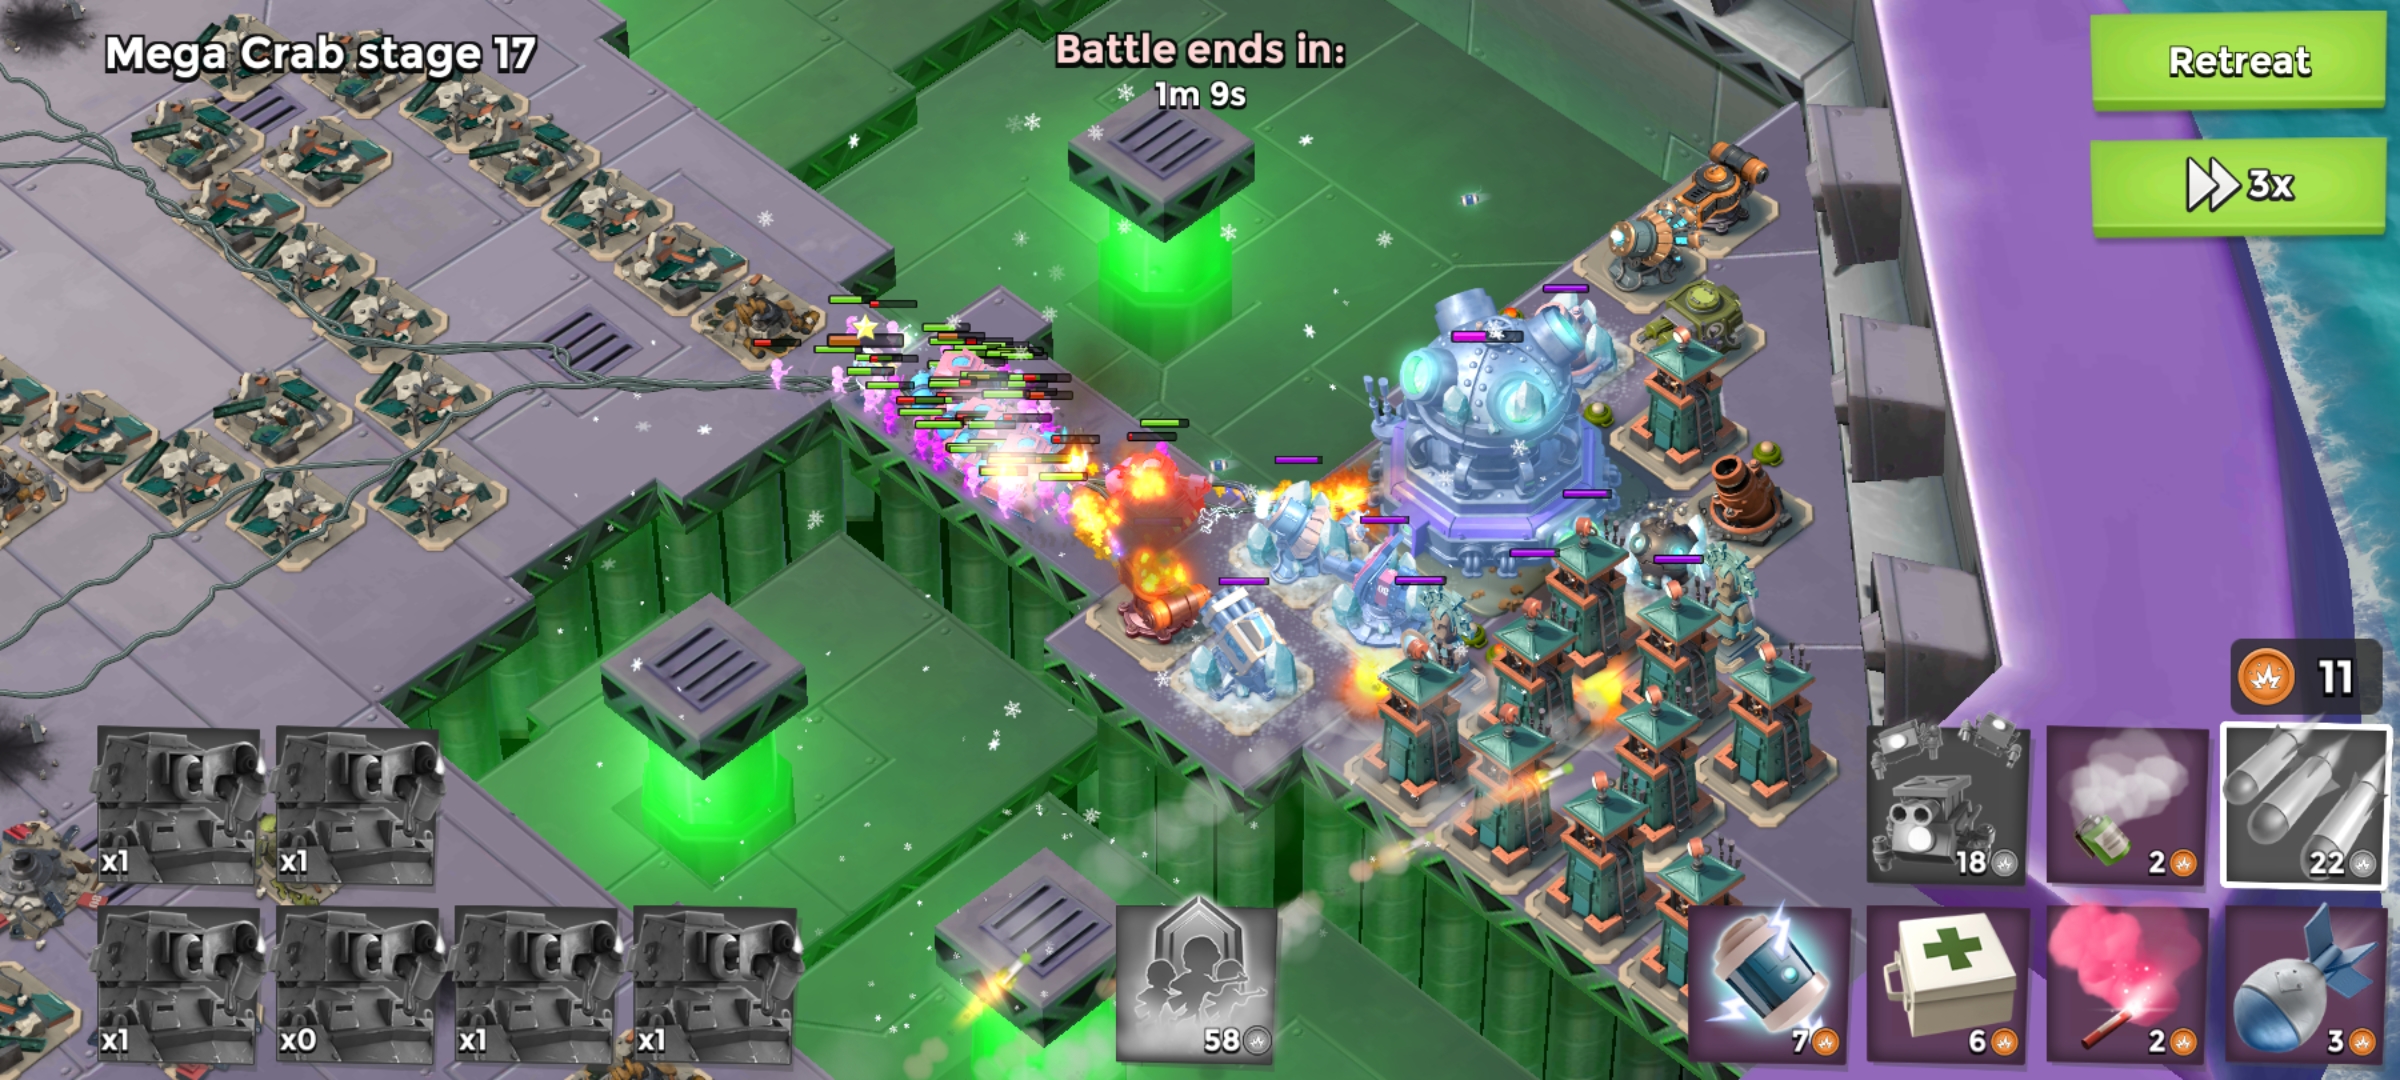 Mega Crab stage 17
Battle ends in:
1m 9s
Retreat
3x
11
x1
x1
18
2
22
x1
x0
x1
x1
58
7
6
2
3